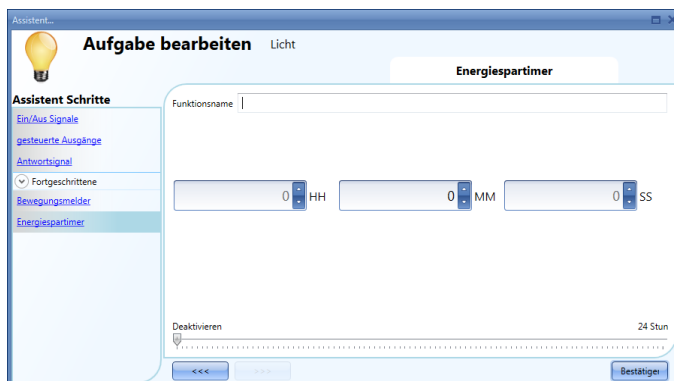 Assistent...
Aufgabe bearbeiten Licht
Energiespartimer
Assistent Schritte
Ein/Aus Signale
gesteuerte Ausgänge
Antwortsignal
Fortgeschrittene
Bewegungsmelder
Energiespartimer
Funktionsname
0 HH 0 MM 0 SS
Deaktivieren 24 Stun
<<< >>> Bestätiger